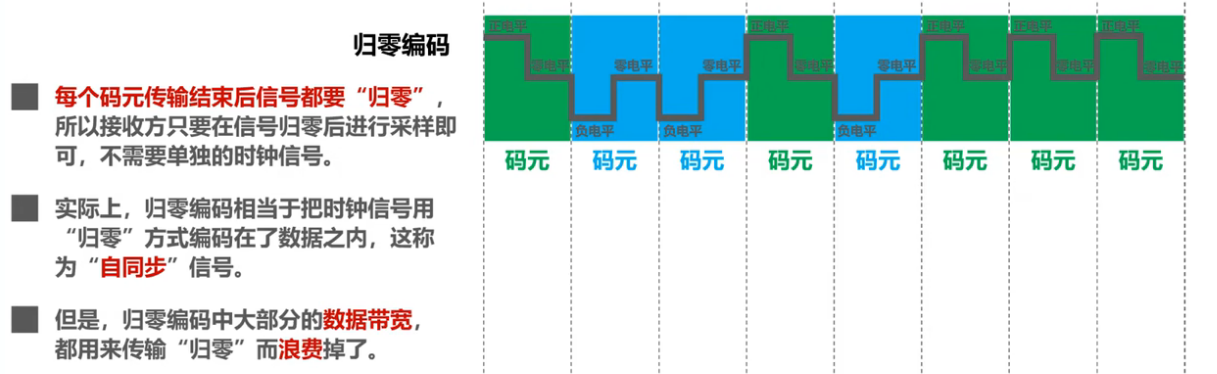 归零编码
每个码元传输结束后信号都要“归零”，
所以接收方只要在信号归零后进行采样即
可，不需要单独的时钟信号。
实际上，归零编码相当于把时钟信号用
“归零”方式编码在了数据之内，这称
为“自同步”信号。
但是，归零编码中大部分的数据带宽，
都用来传输“归零”而浪费掉了。
正电平 正电平 正电平 正电平 正电平
零电平 零电平 零电平 零电平 零电平 零电平 零电平 零电平
负电平 负电平 负电平
码元 码元 码元 码元 码元 码元 码元 码元